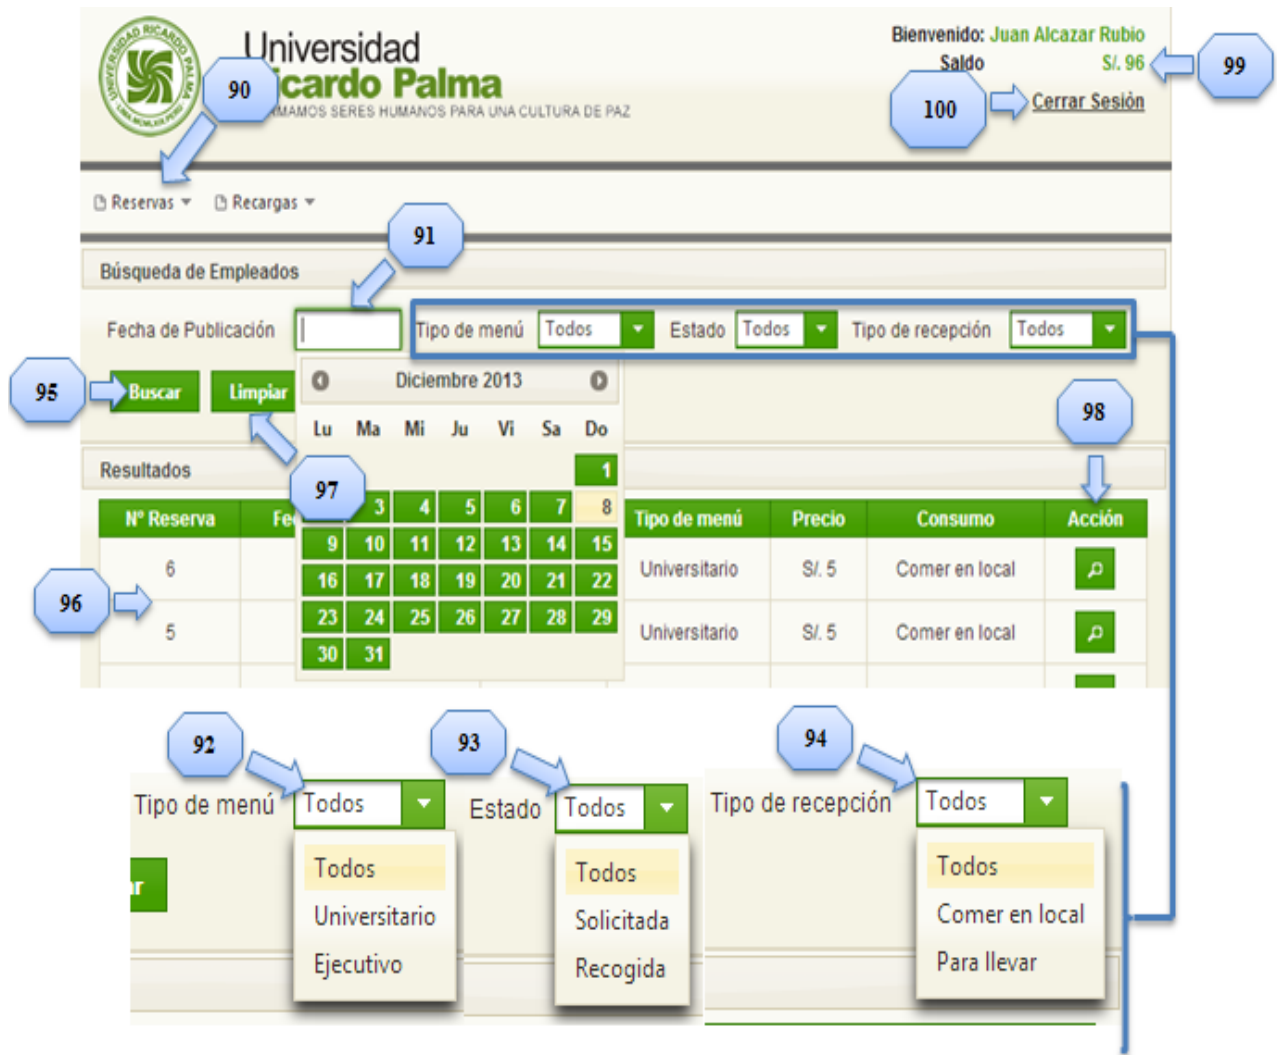 Universidad
Ricardo Palma
FORMAMOS SERES HUMANOS PARA UNA CULTURA DE PAZ
Bienvenido: Juan Alcazar Rubio
Saldo S/. 96
Cerrar Sesión
90
99
100
Reservas Recargas
91
Búsqueda de Empleados
Fecha de Publicación Tipo de menú Todos Estado Todos Tipo de recepción Todos
95
Buscar Limpiar
Diciembre 2013
98
Lu Ma Mi Ju Vi Sa Do
Resultados
97
1
3 4 5 6 7 8
9 10 11 12 13 14 15
16 17 18 19 20 21 22
23 24 25 26 27 28 29
30 31
Nº Reserva Fe Tipo de menú Precio Consumo Acción
6 Universitario S/. 5 Comer en local
96
5 Universitario S/. 5 Comer en local
92
93
94
Tipo de menú Todos
Todos
Universitario
Ejecutivo
ar
Estado Todos
Todos
Solicitada
Recogida
Tipo de recepción Todos
Todos
Comer en local
Para llevar